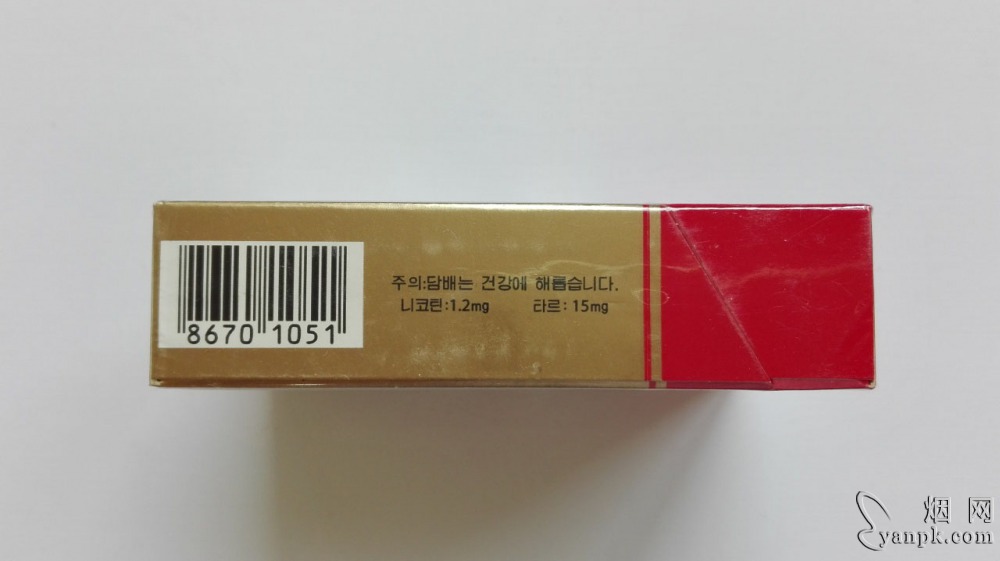 주의:담배는 건강에 해롭습니다.
니코틴:1.2mg 타르: 15mg
8670 1051
烟 网
yanpk.com